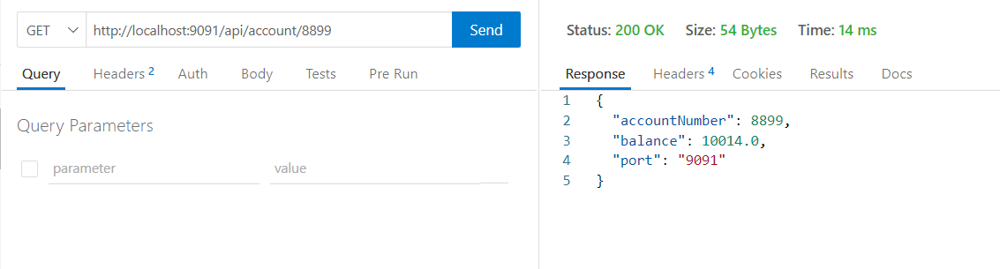 GET http://localhost:9091/api/account/8899 Send
Query Headers 2 Auth Body Tests Pre Run
Query Parameters
parameter value
Status: 200 OK Size: 54 Bytes Time: 14 ms
Response Headers 4 Cookies Results Docs
1 {
2 "accountNumber": 8899,
3 "balance": 10014.0,
4 "port": "9091"
5 }